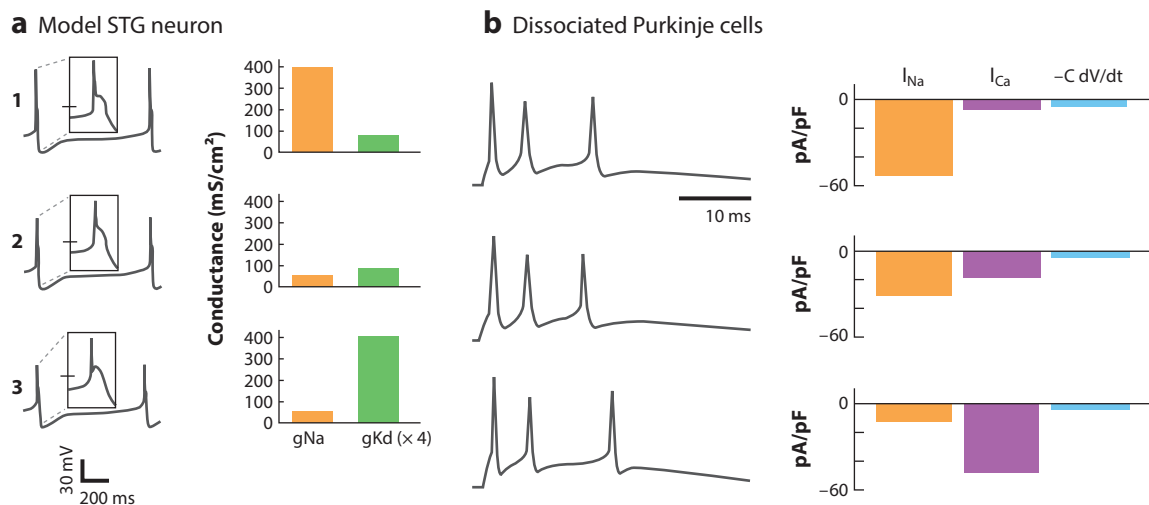 a Model STG neuron
1
2
3
30 mV
200 ms
Conductance (mS/cm²)
400
300
200
100
0
400
300
200
100
0
400
300
200
100
0
gNa gKd (× 4)
b Dissociated Purkinje cells
10 ms
I_Na I_Ca –C dV/dt
pA/pF
0
–60
pA/pF
0
–60
pA/pF
0
–60